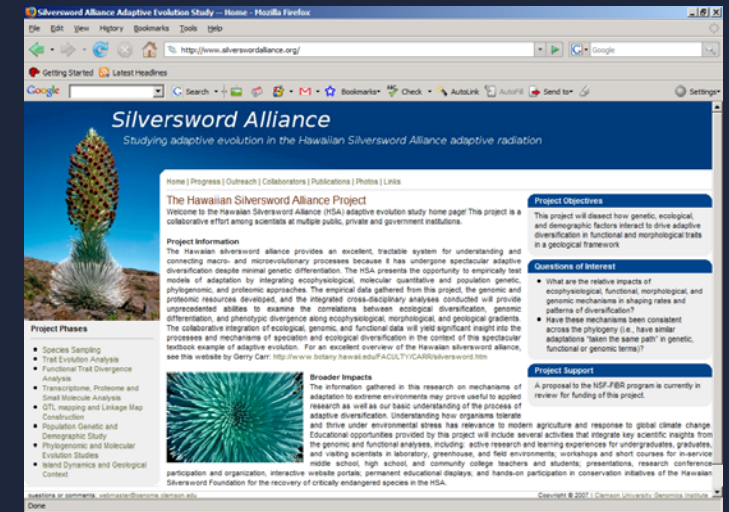 Silversword Alliance Adaptive Evolution Study -- Home - Mozilla Firefox
File Edit View History Bookmarks Tools Help
http://www.silverswordalliance.org/
Google
Getting Started Latest Headlines
Google Search Bookmarks Check AutoLink AutoFill Send to Settings
Silversword Alliance
Studying adaptive evolution in the Hawaiian Silversword Alliance adaptive radiation
Home | Progress | Outreach | Collaborators | Publications | Photos | Links
The Hawaiian Silversword Alliance Project
Welcome to the Hawaiian Silversword Alliance (HSA) adaptive evolution study home page! This project is a
collaborative effort among scientists at multiple public, private and government institutions.
Project Information
The Hawaiian silversword alliance provides an excellent, tractable system for understanding and
connecting macro- and microevolutionary processes because it has undergone spectacular adaptive
diversification despite minimal genetic differentiation. The HSA presents the opportunity to empirically test
models of adaptation by integrating ecophysiological, molecular quantitative and population genetic,
phylogenomic, and proteomic approaches. The empirical data gathered from this project, the genomic and
proteomic resources developed, and the integrated cross-disciplinary analyses conducted will provide
unprecedented abilities to examine the correlations between ecological diversification, genomic
differentiation, and phenotypic divergence along ecophysiological, morphological, and geological gradients.
The collaborative integration of ecological, genomic, and functional data will yield significant insight into the
processes and mechanisms of speciation and ecological diversification in the context of this spectacular
textbook example of adaptive evolution. For an excellent overview of the Hawaiian silversword alliance,
see this website by Gerry Carr: http://www.botany.hawaii.edu/FACULTY/CARR/silversword.htm
Broader Impacts
The information gathered in this research on mechanisms of
adaptation to extreme environments may prove useful to applied
research as well as our basic understanding of the process of
adaptive diversification. Understanding how organisms tolerate
and thrive under environmental stress has relevance to modern agriculture and response to global climate change.
Educational opportunities provided by this project will include several activities that integrate key scientific insights from
the genomic and functional analyses, including: active research and learning experiences for undergraduates, graduates,
and visiting scientists in laboratory, greenhouse, and field environments; workshops and short courses for in-service
middle school, high school, and community college teachers and students; presentations, research conference
participation and organization, interactive website portals; permanent educational displays; and hands-on participation in conservation initiatives of the Hawaiian
Silversword Foundation for the recovery of critically endangered species in the HSA.
Project Objectives
This project will dissect how genetic, ecological,
and demographic factors interact to drive adaptive
diversification in functional and morphological traits
in a geological framework
Questions of Interest
What are the relative impacts of
ecophysiological, functional, morphological, and
genomic mechanisms in shaping rates and
patterns of diversification?
Have these mechanisms been consistent
across the phylogeny (i.e., have similar
adaptations "taken the same path" in genetic,
functional or genomic terms)?
Project Support
A proposal to the NSF-FIBR program is currently in
review for funding of this project.
Project Phases
Species Sampling
Trait Evolution Analysis
Functional Trait Divergence
Analysis
Transcriptome, Proteome and
Small Molecule Analysis
QTL mapping and Linkage Map
Construction
Population Genetic and
Demographic Study
Phylogenomic and Molecular
Evolution Studies
Island Dynamics and Geological
Context
questions or comments: webmaster@genome.clemson.edu
Copyright © 2007 | Clemson University Genomics Institute
Done